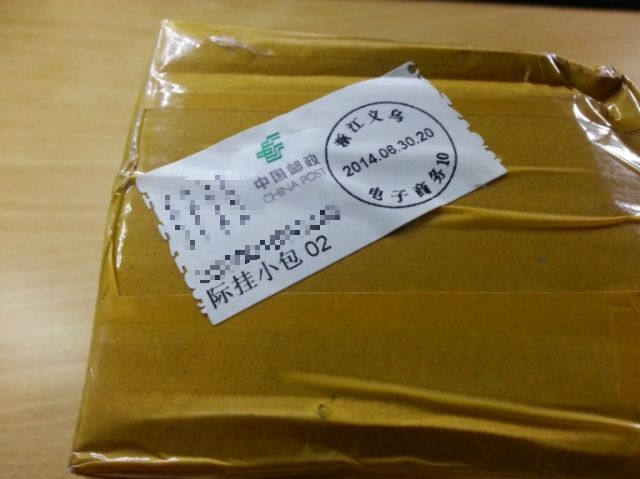 中国邮政
CHINA POST
浙江义乌
2014.06.30.20
电子商务10
际挂小包 02